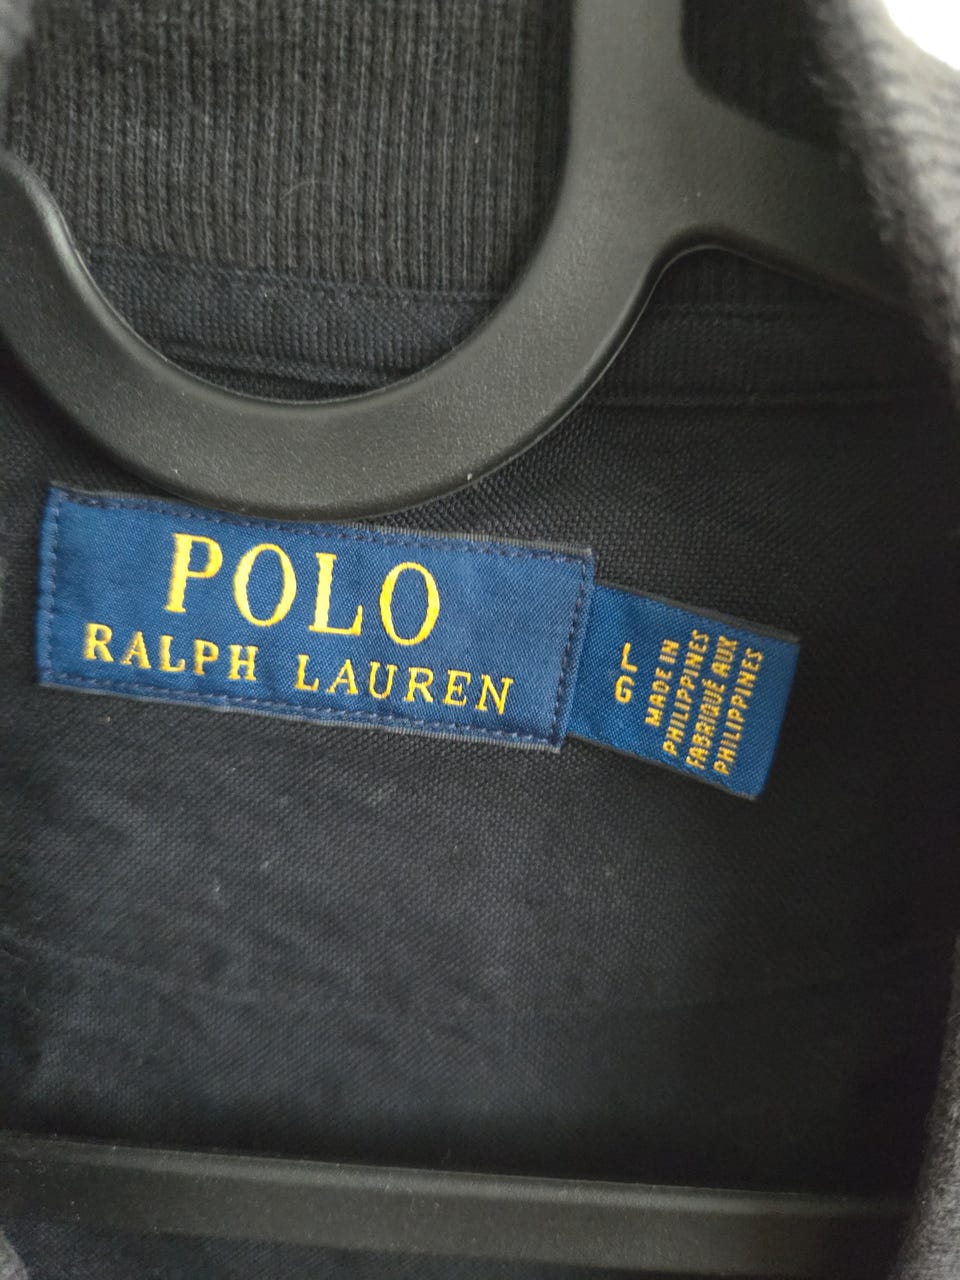 POLO
RALPH LAUREN
L
G
MADE IN
PHILIPPINES
FABRIQUÉ AUX
PHILIPPINES